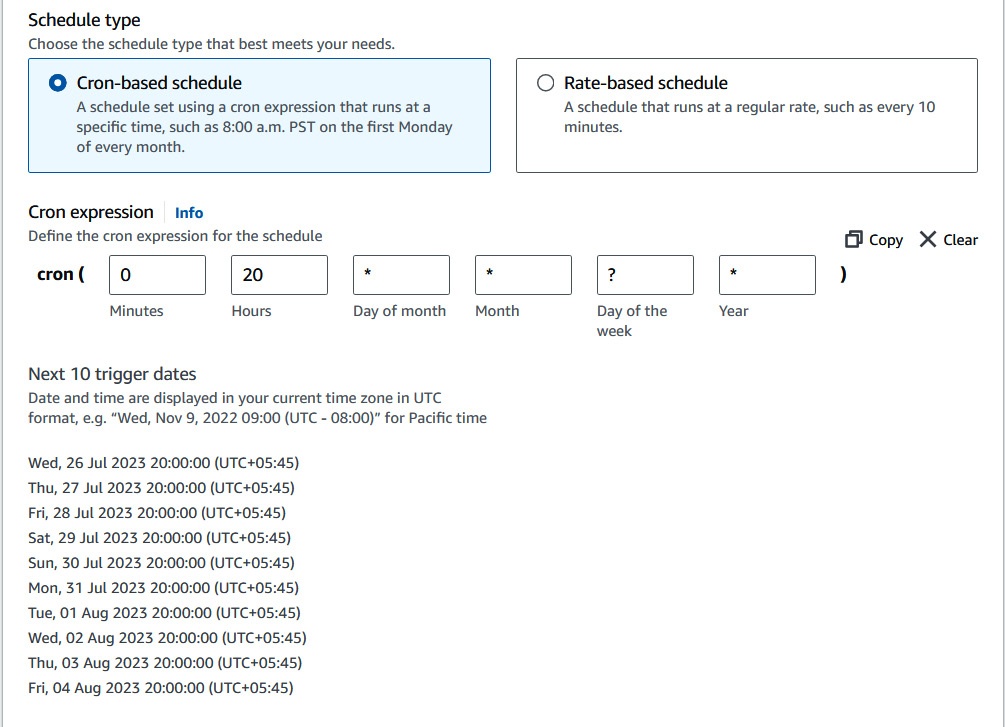 Schedule type
Choose the schedule type that best meets your needs.
Cron-based schedule
A schedule set using a cron expression that runs at a
specific time, such as 8:00 a.m. PST on the first Monday
of every month.
Rate-based schedule
A schedule that runs at a regular rate, such as every 10
minutes.
Cron expression Info
Define the cron expression for the schedule
Copy Clear
cron ( 0 20 * * ? * )
Minutes Hours Day of month Month Day of the Year
week
Next 10 trigger dates
Date and time are displayed in your current time zone in UTC
format, e.g. “Wed, Nov 9, 2022 09:00 (UTC - 08:00)” for Pacific time
Wed, 26 Jul 2023 20:00:00 (UTC+05:45)
Thu, 27 Jul 2023 20:00:00 (UTC+05:45)
Fri, 28 Jul 2023 20:00:00 (UTC+05:45)
Sat, 29 Jul 2023 20:00:00 (UTC+05:45)
Sun, 30 Jul 2023 20:00:00 (UTC+05:45)
Mon, 31 Jul 2023 20:00:00 (UTC+05:45)
Tue, 01 Aug 2023 20:00:00 (UTC+05:45)
Wed, 02 Aug 2023 20:00:00 (UTC+05:45)
Thu, 03 Aug 2023 20:00:00 (UTC+05:45)
Fri, 04 Aug 2023 20:00:00 (UTC+05:45)